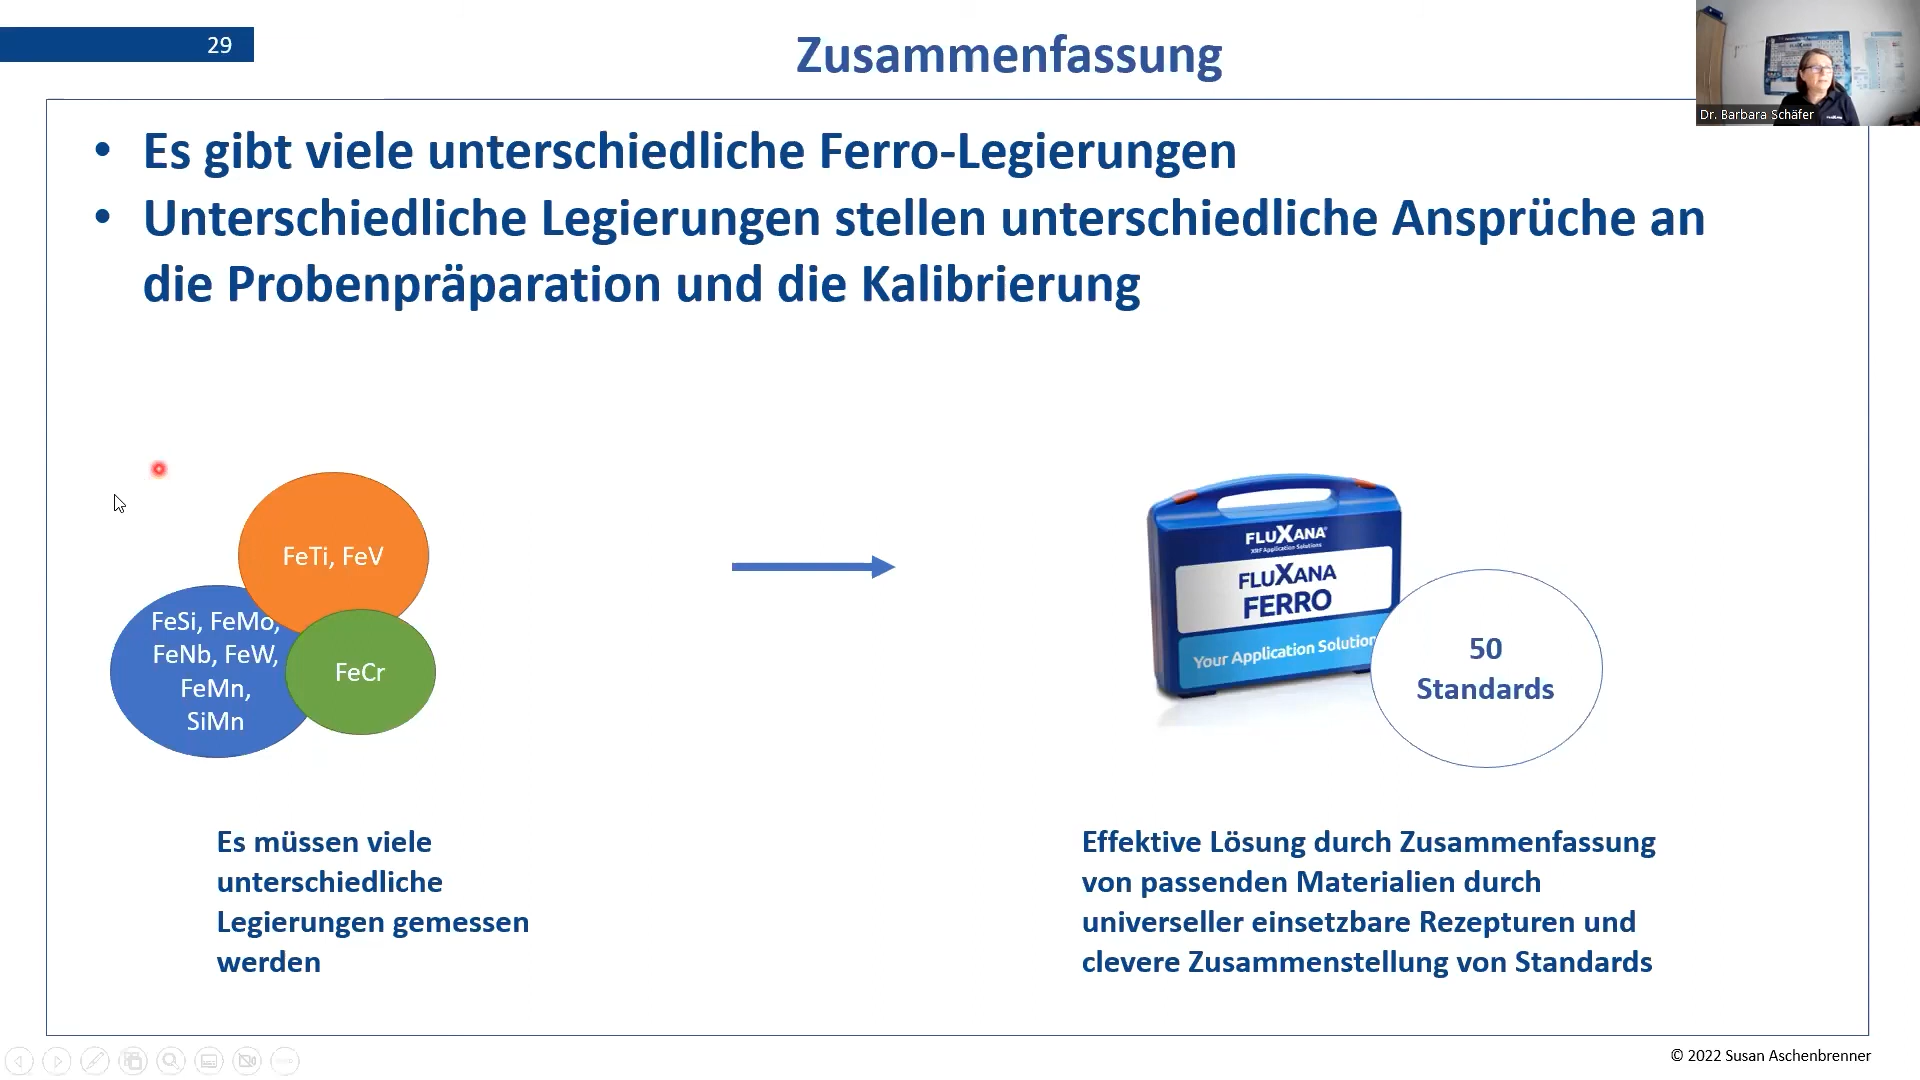 29
Zusammenfassung
Dr. Barbara Schäfer
• Es gibt viele unterschiedliche Ferro-Legierungen
• Unterschiedliche Legierungen stellen unterschiedliche Ansprüche an
die Probenpräparation und die Kalibrierung
FeTi, FeV
FeSi, FeMo,
FeNb, FeW,
FeMn,
SiMn
FeCr
FLUXANA®
XRF Application Solutions
FLUXANA
FERRO
Your Application Solution
50
Standards
Es müssen viele
unterschiedliche
Legierungen gemessen
werden
Effektive Lösung durch Zusammenfassung
von passenden Materialien durch
universeller einsetzbare Rezepturen und
clevere Zusammenstellung von Standards
© 2022 Susan Aschenbrenner